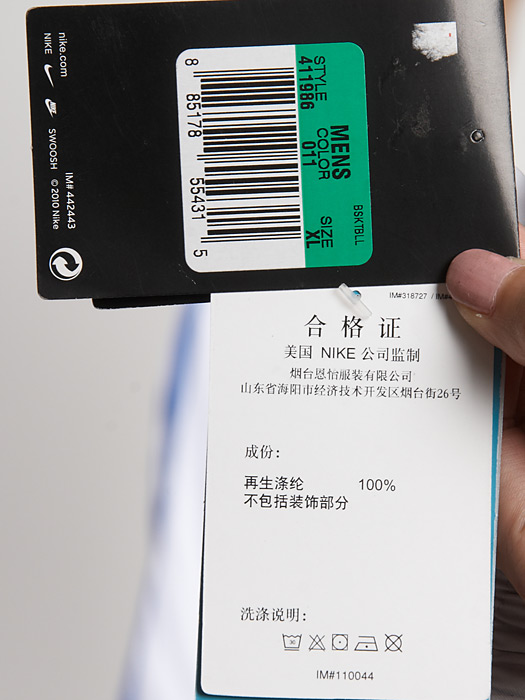 nike.com
NIKE
SWOOSH
© 2010 Nike
IM# 442443
STYLE
411986
MENS
COLOR
011
BSKTBLL
SIZE
XL
8 85178 55431 5
IM#318727 /
合格证
美国 NIKE 公司监制
烟台恩怡服装有限公司
山东省海阳市经济技术开发区烟台街26号
成份:
再生涤纶 100%
不包括装饰部分
洗涤说明:
30
IM#110044